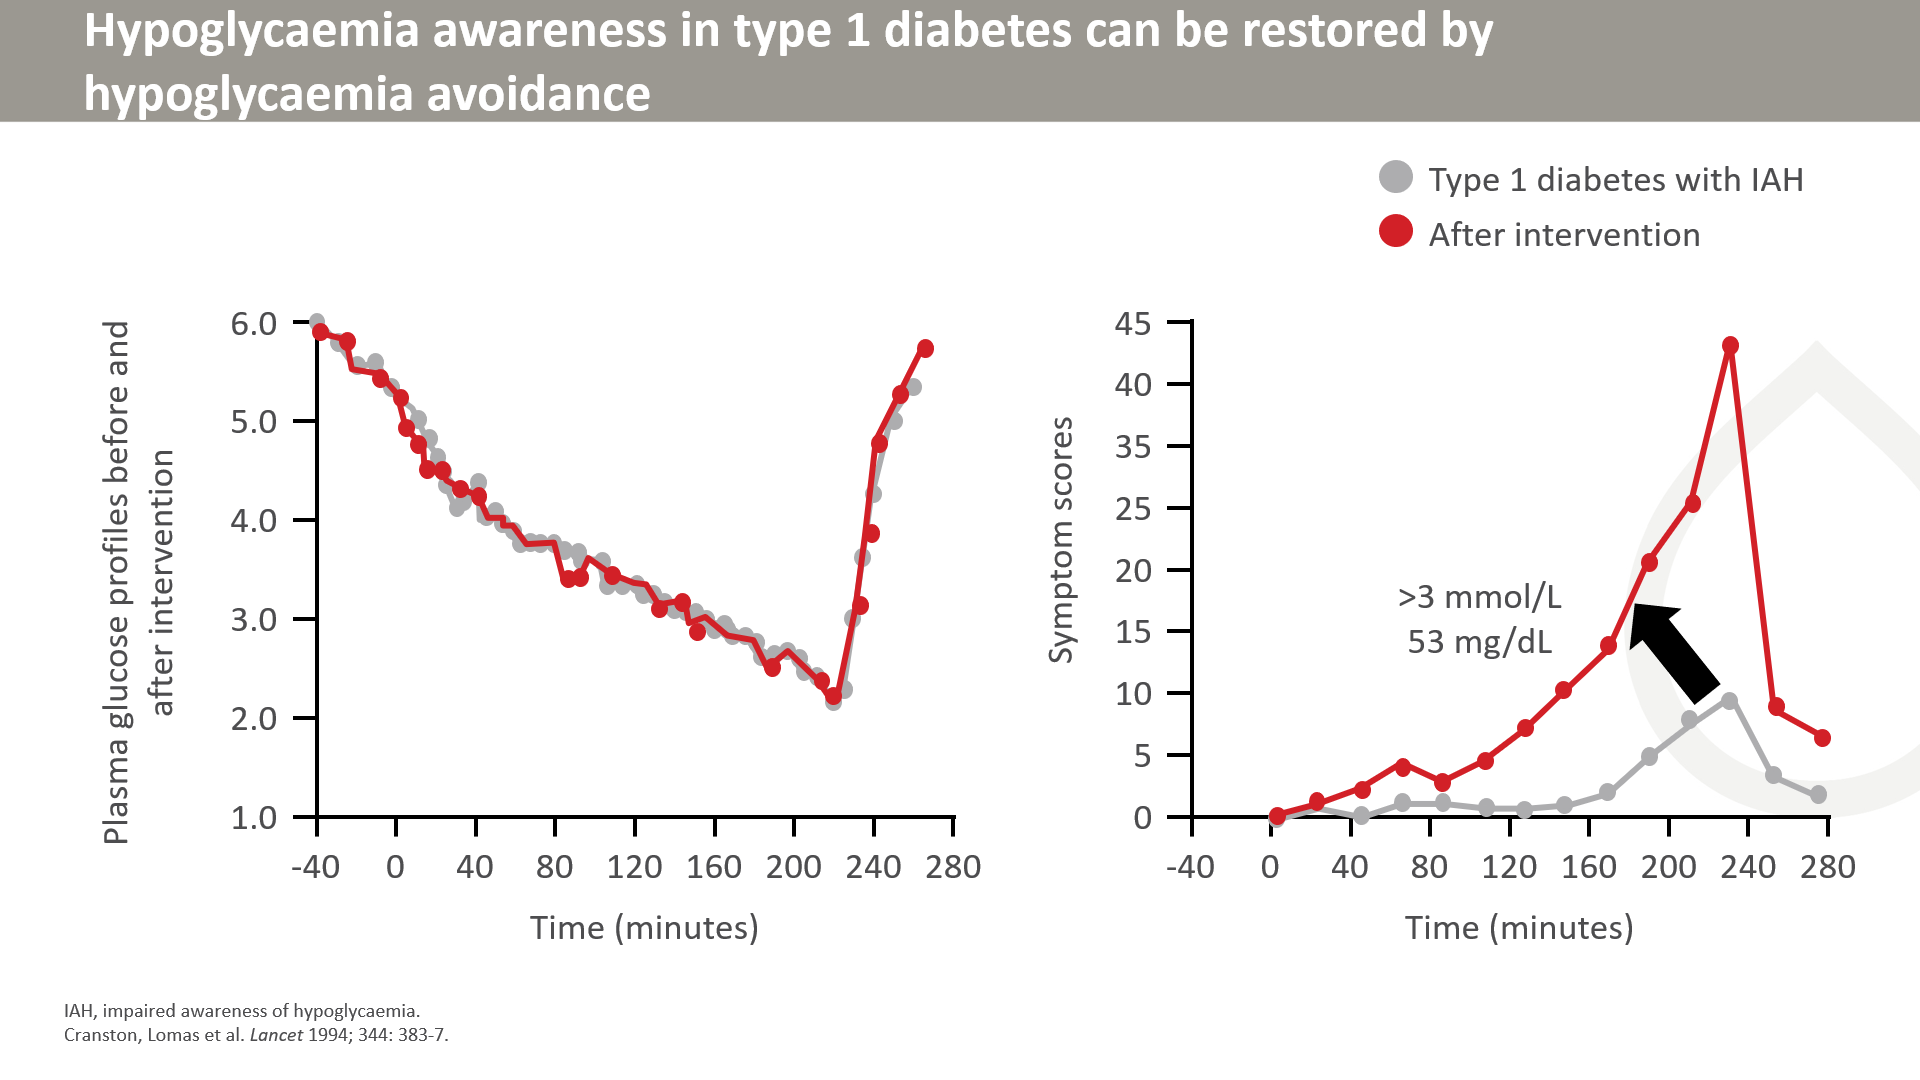 Hypoglycaemia awareness in type 1 diabetes can be restored by
hypoglycaemia avoidance
Type 1 diabetes with IAH
After intervention
Plasma glucose profiles before and
after intervention
6.0
5.0
4.0
3.0
2.0
1.0
-40 0 40 80 120 160 200 240 280
Time (minutes)
Symptom scores
45
40
35
25
20
15
10
5
0
>3 mmol/L
53 mg/dL
-40 0 40 80 120 160 200 240 280
Time (minutes)
IAH, impaired awareness of hypoglycaemia.
Cranston, Lomas et al. Lancet 1994; 344: 383-7.